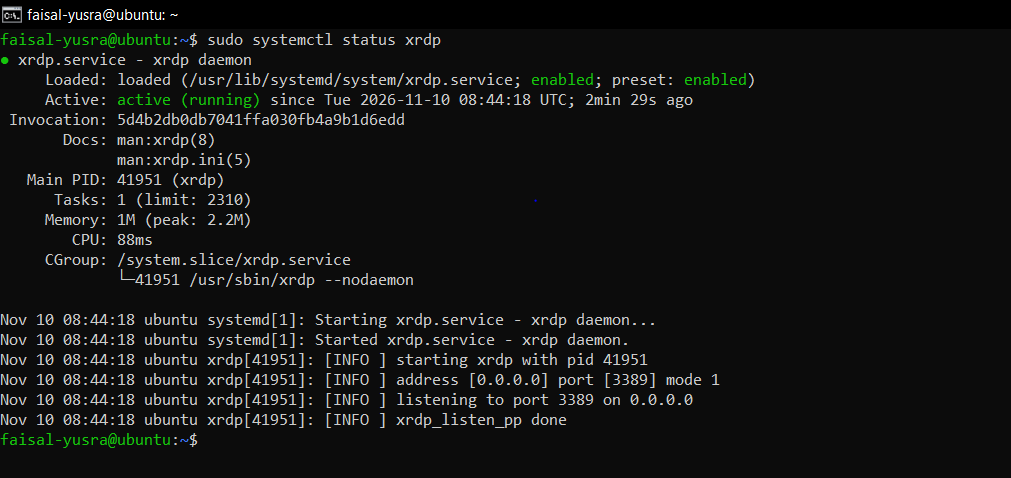 faisal-yusra@ubuntu: ~
faisal-yusra@ubuntu:~$ sudo systemctl status xrdp
● xrdp.service - xrdp daemon
     Loaded: loaded (/usr/lib/systemd/system/xrdp.service; enabled; preset: enabled)
     Active: active (running) since Tue 2026-11-10 08:44:18 UTC; 2min 29s ago
 Invocation: 5d4b2db0db7041ffa030fb4a9b1d6edd
       Docs: man:xrdp(8)
             man:xrdp.ini(5)
   Main PID: 41951 (xrdp)
      Tasks: 1 (limit: 2310)
     Memory: 1M (peak: 2.2M)
        CPU: 88ms
     CGroup: /system.slice/xrdp.service
             └─41951 /usr/sbin/xrdp --nodaemon

Nov 10 08:44:18 ubuntu systemd[1]: Starting xrdp.service - xrdp daemon...
Nov 10 08:44:18 ubuntu systemd[1]: Started xrdp.service - xrdp daemon.
Nov 10 08:44:18 ubuntu xrdp[41951]: [INFO ] starting xrdp with pid 41951
Nov 10 08:44:18 ubuntu xrdp[41951]: [INFO ] address [0.0.0.0] port [3389] mode 1
Nov 10 08:44:18 ubuntu xrdp[41951]: [INFO ] listening to port 3389 on 0.0.0.0
Nov 10 08:44:18 ubuntu xrdp[41951]: [INFO ] xrdp_listen_pp done
faisal-yusra@ubuntu:~$